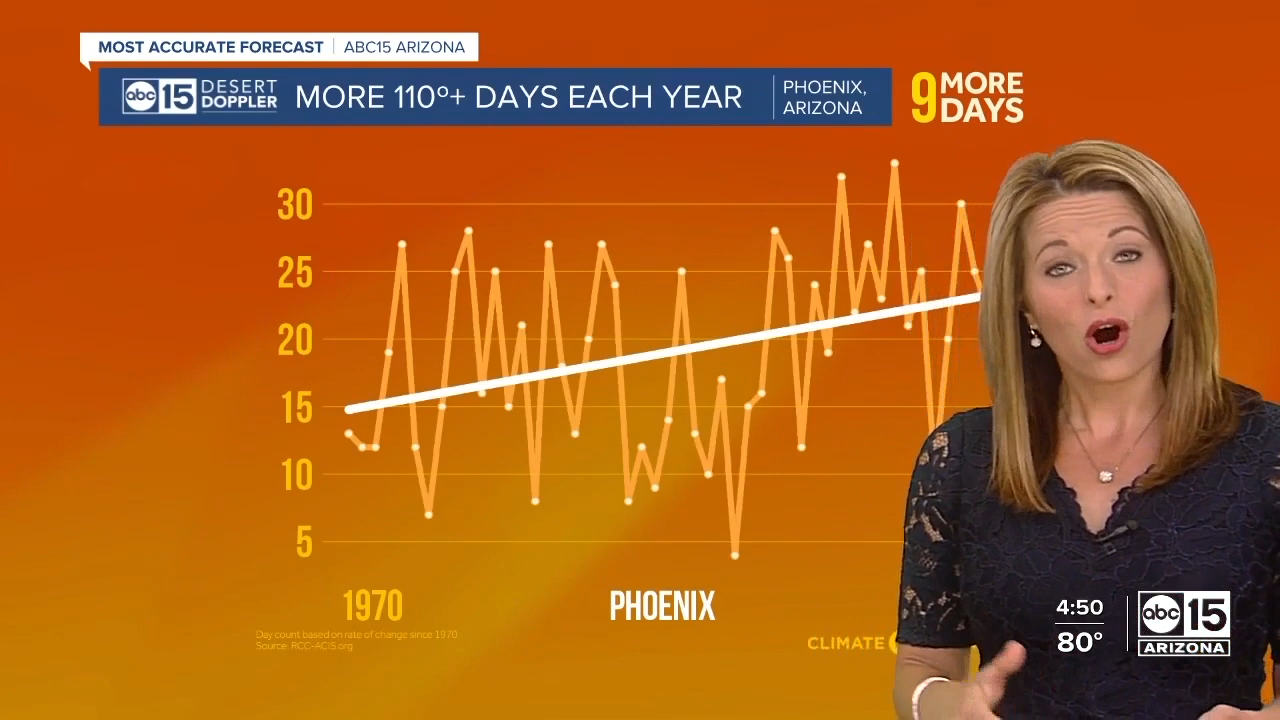 MOST ACCURATE FORECAST | ABC15 ARIZONA
abc 15 DESERT DOPPLER
MORE 110º+ DAYS EACH YEAR
PHOENIX,
ARIZONA
9 MORE DAYS
30
25
20
15
10
5
1970
PHOENIX
Day count based on rate of change since 1970
Source: RCC-ACIS.org
CLIMATE
4:50
80°
abc 15
ARIZONA